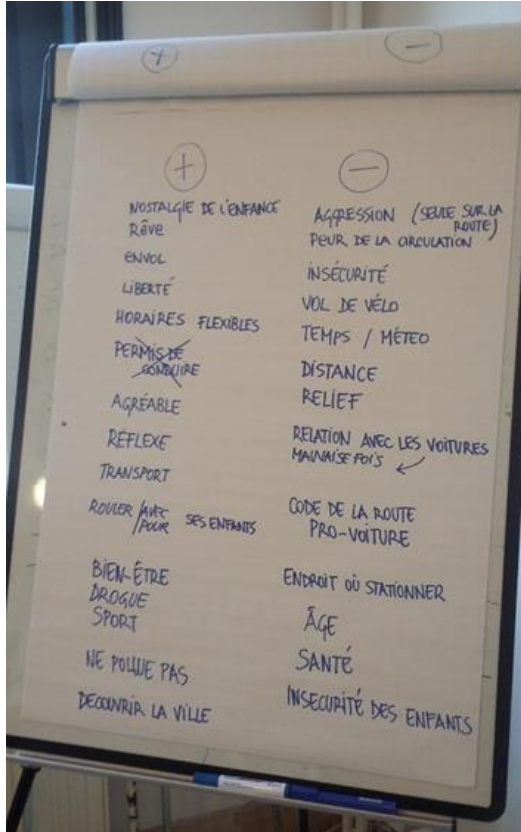 +
−
+
NOSTALGIE DE L'ENFANCE
RÊVE
ENVOL
LIBERTÉ
HORAIRES FLEXIBLES
PERMIS DE
CONDUIRE
AGRÉABLE
RÉFLEXE
TRANSPORT
ROULER / AVEC
/ POUR SES ENFANTS
BIEN-ÊTRE
DROGUE
SPORT
NE POLLUE PAS
DECOUVRIR LA VILLE
−
AGGRESSION (SEULE SUR LA
ROUTE)
PEUR DE LA CIRCULATION
INSÉCURITÉ
VOL DE VÉLO
TEMPS / MÉTEO
DISTANCE
RELIEF
RELATION AVEC LES VOITURES
MAUVAISE FOIS
CODE DE LA ROUTE
PRO-VOITURE
ENDROIT OÙ STATIONNER
ÂGE
SANTÉ
INSECURITÉ DES ENFANTS